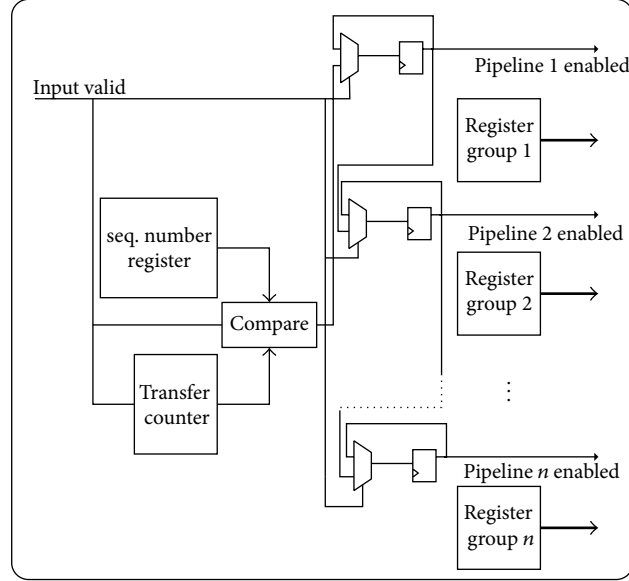 Pipeline 1 enabled
Input valid
Register
group 1
seq. number
register
Pipeline 2 enabled
Register
group 2
Compare
Transfer
counter
Pipeline n enabled
Register
group n